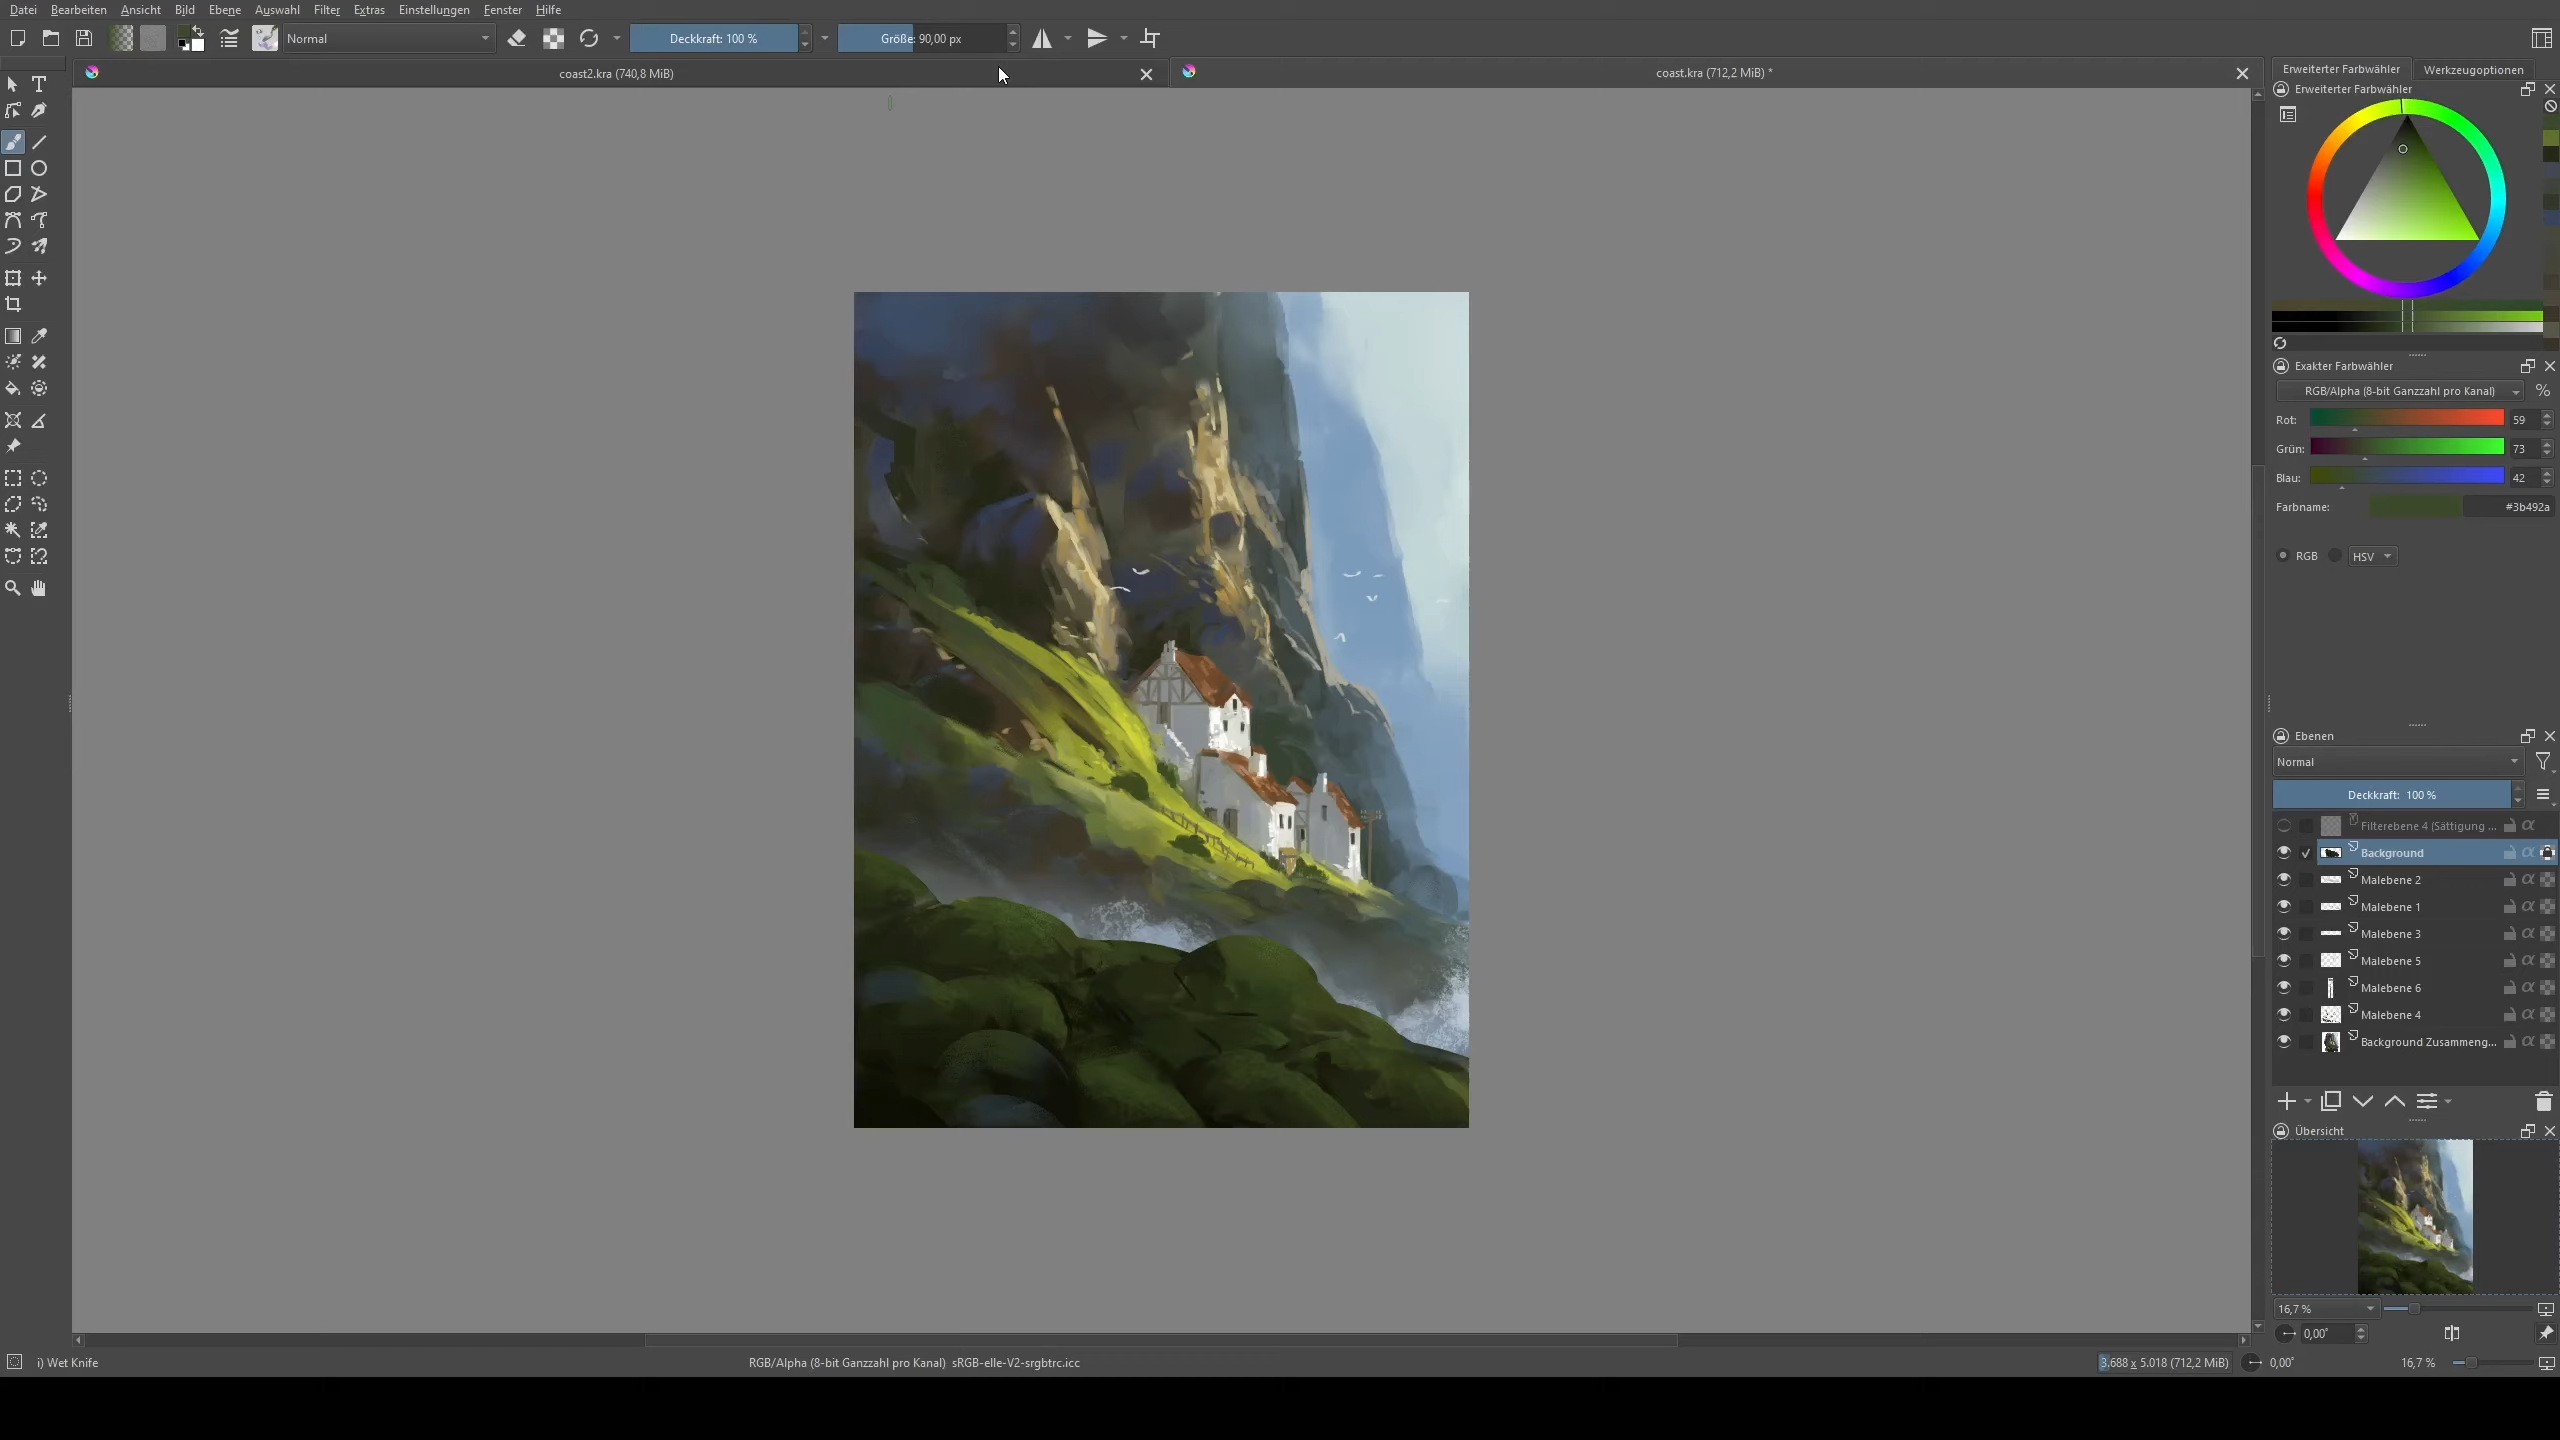 Datei Bearbeiten Ansicht Bild Ebene Auswahl Filter Extras Einstellungen Fenster Hilfe
Normal Deckkraft: 100 % Größe: 90,00 px
coast2.kra (740,8 MiB) coast.kra (712,2 MiB) *
Erweiterter Farbwähler Werkzeugoptionen
Erweiterter Farbwähler
Exakter Farbwähler
RGB/Alpha (8-bit Ganzzahl pro Kanal) %
Rot: 59
Grün: 73
Blau: 42
Farbname: #3b492a
RGB HSV
Ebenen
Normal
Deckkraft: 100 %
Filterebene 4 (Sättigung ...
Background
Malebene 2
Malebene 1
Malebene 3
Malebene 5
Malebene 6
Malebene 4
Background Zusammeng...
Übersicht
16,7 %
0,00°
i) Wet Knife RGB/Alpha (8-bit Ganzzahl pro Kanal) sRGB-elle-V2-srgbtrc.icc 3.688 x 5.018 (712,2 MiB) 0,00° 16,7 %